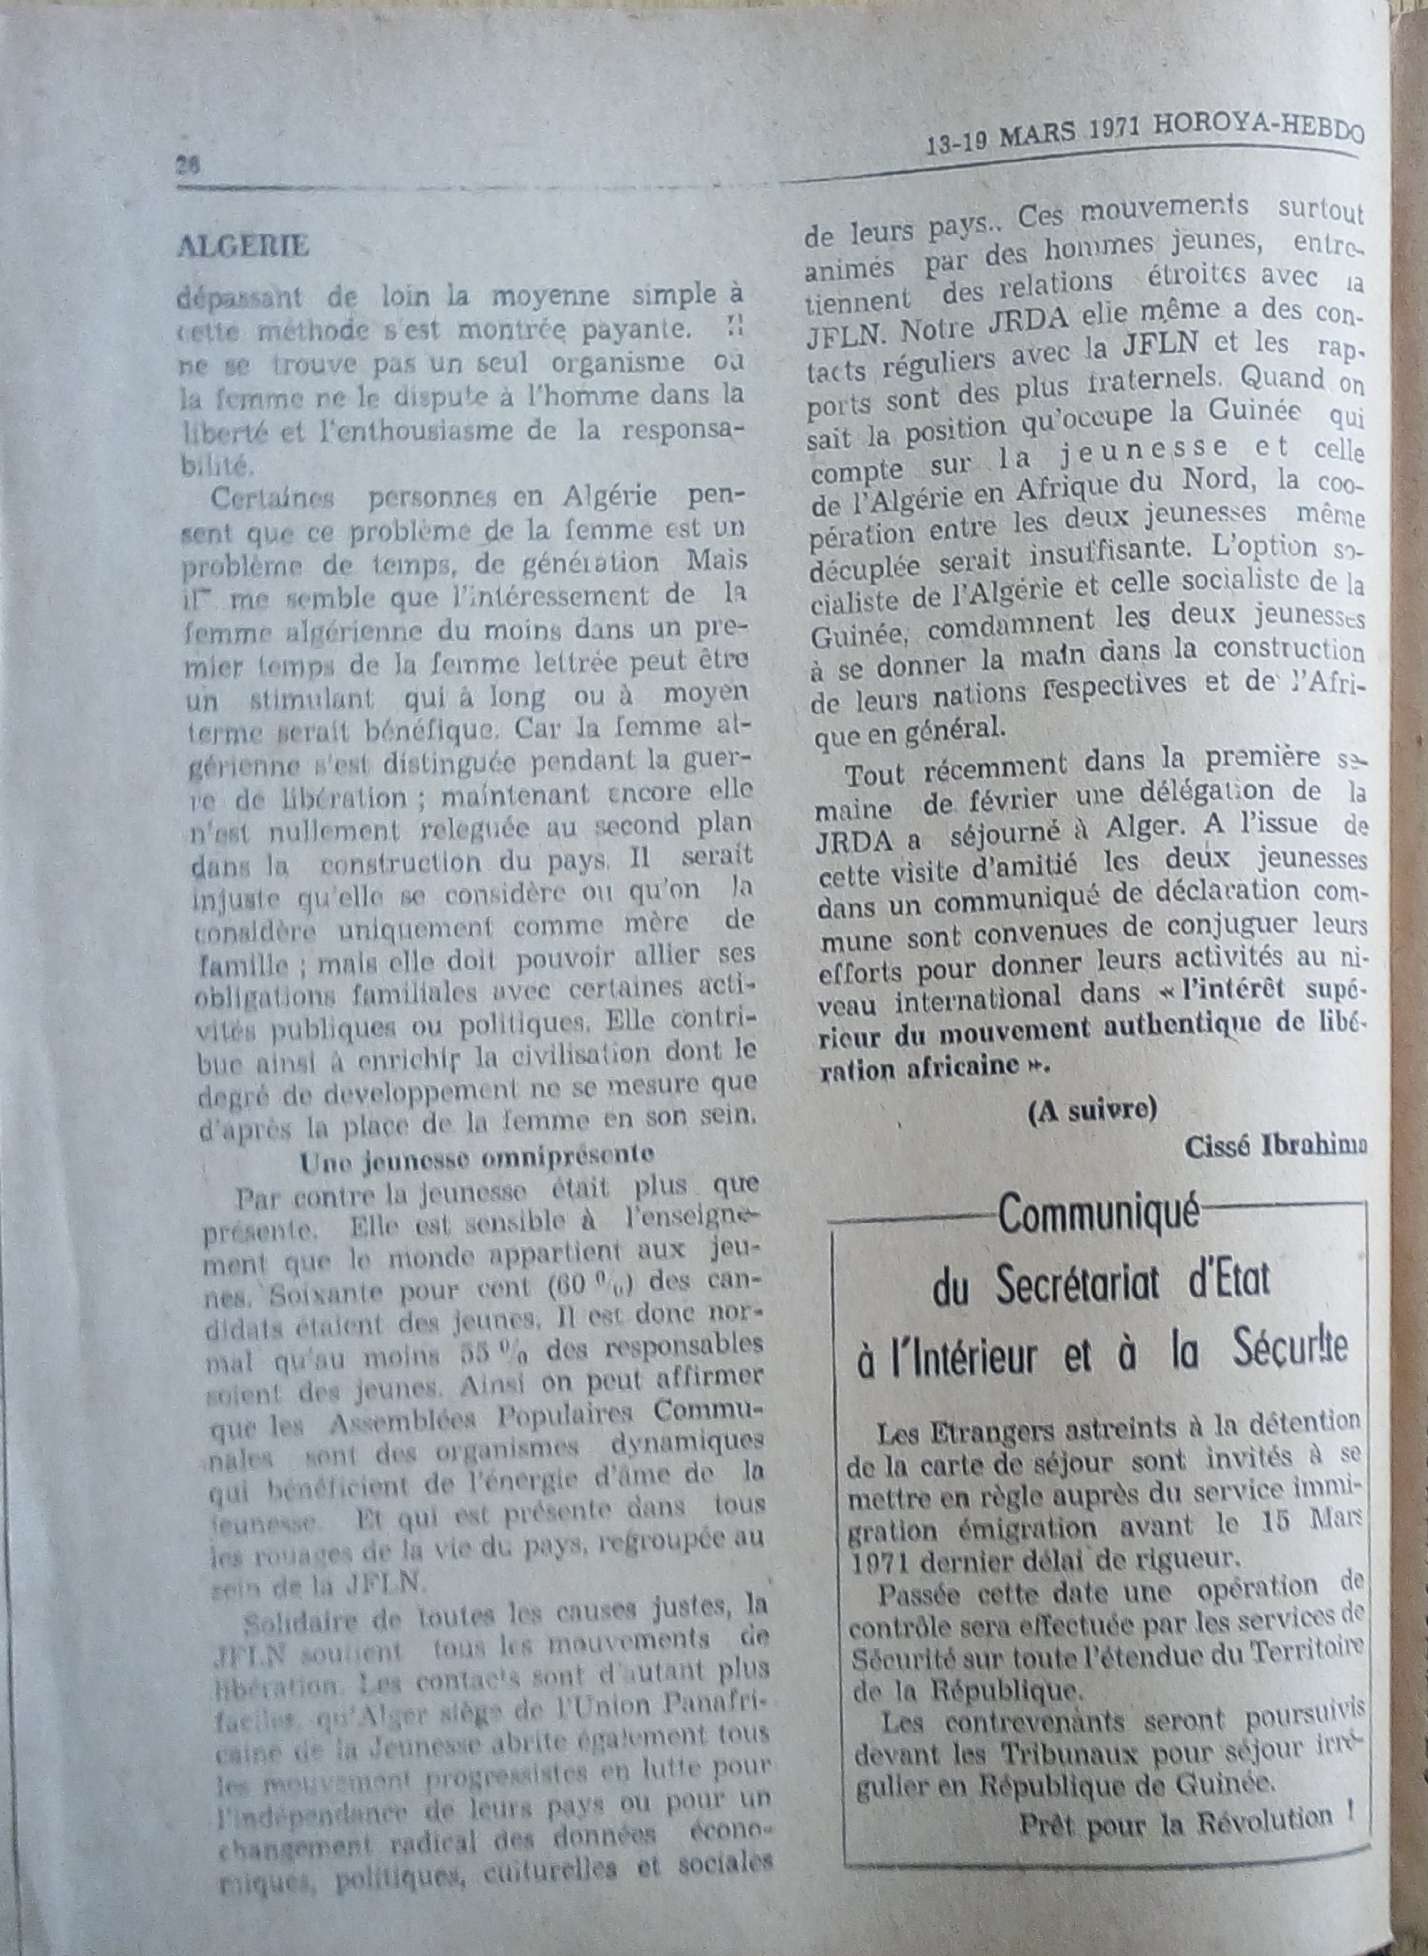 26
13-19 MARS 1971 HOROYA-HEBDO
ALGERIE
dépassant de loin la moyenne simple à
cette méthode s'est montrée payante. Il
ne se trouve pas un seul organisme ou
la femme ne le dispute à l'homme dans la
liberté et l'enthousiasme de la responsa-
bilité.
Certaines personnes en Algérie pen-
sent que ce problème de la femme est un
problème de temps, de génération Mais
il me semble que l'intéressement de la
femme algérienne du moins dans un pre-
mier temps de la femme lettrée peut être
un stimulant qui à long ou à moyen
terme serait bénéfique. Car la femme al-
gérienne s'est distinguée pendant la guer-
re de libération ; maintenant encore elle
n'est nullement releguée au second plan
dans la construction du pays. Il serait
injuste qu'elle se considère ou qu'on la
considère uniquement comme mère de
famille ; mais elle doit pouvoir allier ses
obligations familiales avec certaines acti-
vités publiques ou politiques. Elle contri-
bue ainsi à enrichir la civilisation dont le
degré de developpement ne se mesure que
d'après la place de la femme en son sein.
Une jeunesse omniprésente
Par contre la jeunesse était plus que
présente. Elle est sensible à l'enseigne-
ment que le monde appartient aux jeu-
nes. Soixante pour cent (60 %) des can-
didats étaient des jeunes. Il est donc nor-
mal qu'au moins 55 % des responsables
soient des jeunes. Ainsi on peut affirmer
que les Assemblées Populaires Commu-
nales sont des organismes dynamiques
qui bénéficient de l'énergie d'âme de la
jeunesse. Et qui est présente dans tous
les rouages de la vie du pays, regroupée au
sein de la JFLN.
Solidaire de toutes les causes justes, la
JFLN soutient tous les mouvements de
libération. Les contacts sont d'autant plus
faciles, qu'Alger siège de l'Union Panafri-
caine de la Jeunesse abrite également tous
les mouvement progressistes en lutte pour
l'indépendance de leurs pays ou pour un
changement radical des données écono-
miques, politiques, culturelles et sociales
de leurs pays.. Ces mouvements surtout
animés par des hommes jeunes, entre-
tiennent des relations étroites avec la
JFLN. Notre JRDA elle même a des con-
tacts réguliers avec la JFLN et les rap-
ports sont des plus fraternels. Quand on
sait la position qu'occupe la Guinée qui
compte sur la jeunesse et celle
de l'Algérie en Afrique du Nord, la coo-
pération entre les deux jeunesses même
décuplée serait insuffisante. L'option so-
cialiste de l'Algérie et celle socialiste de la
Guinée, comdamnent les deux jeunesses
à se donner la main dans la construction
de leurs nations respectives et de l'Afri-
que en général.
Tout récemment dans la première se-
maine de février une délégation de la
JRDA a séjourné à Alger. A l'issue de
cette visite d'amitié les deux jeunesses
dans un communiqué de déclaration com-
mune sont convenues de conjuguer leurs
efforts pour donner leurs activités au ni-
veau international dans « l'intérêt supé-
rieur du mouvement authentique de libé-
ration africaine ».
(A suivre)
Cissé Ibrahima
Communiqué
du Secrétariat d'Etat
à l'Intérieur et à la Sécurite
Les Etrangers astreints à la détention
de la carte de séjour sont invités à se
mettre en règle auprès du service immi-
gration émigration avant le 15 Mars
1971 dernier délai de rigueur.
Passée cette date une opération de
contrôle sera effectuée par les services de
Sécurité sur toute l'étendue du Territoire
de la République.
Les contrevenants seront poursuivis
devant les Tribunaux pour séjour irré-
gulier en République de Guinée.
Prêt pour la Révolution !